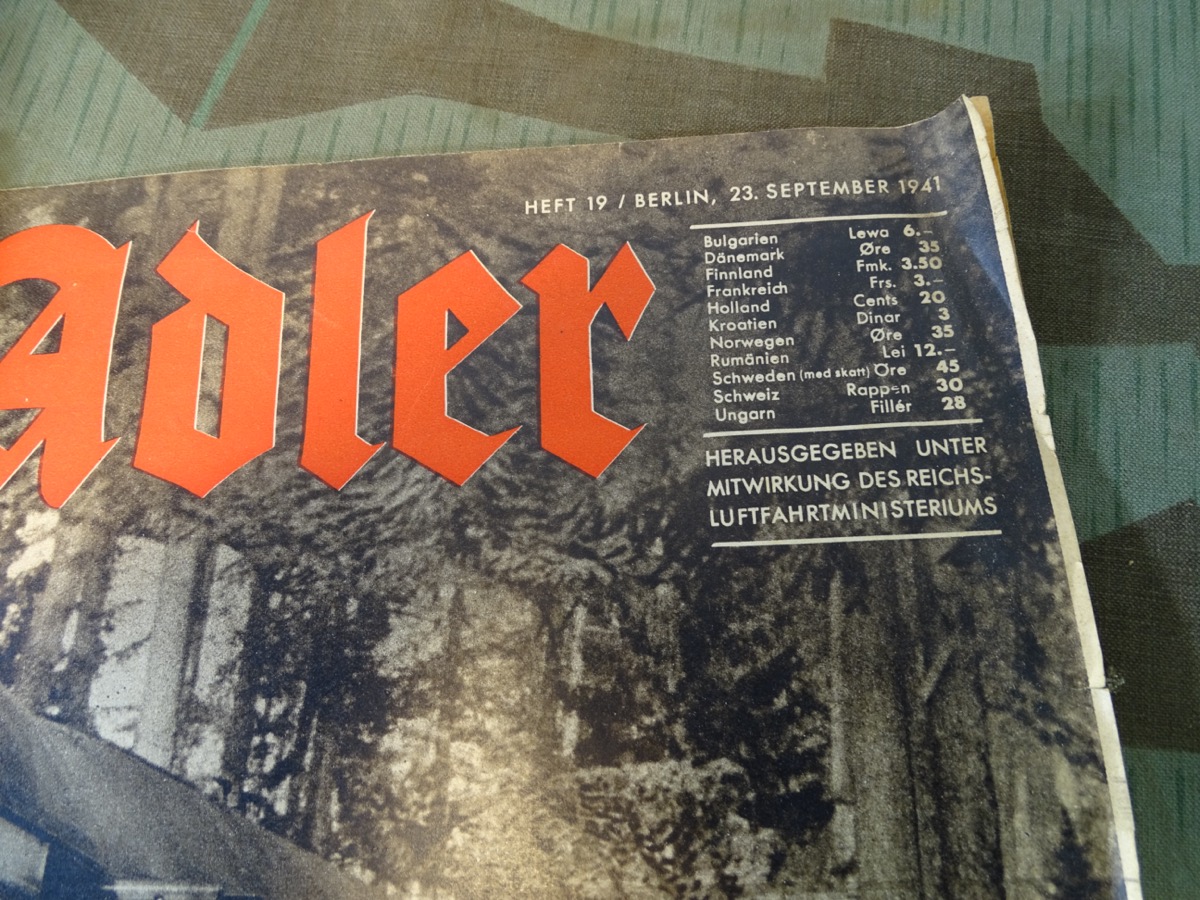 HEFT 19 / BERLIN, 23. SEPTEMBER 1941
Adler
Bulgarien Lewa 6.–
Dänemark Øre 35
Finnland Fmk. 3.50
Frankreich Frs. 3.–
Holland Cents 20
Kroatien Dinar 3
Norwegen Øre 35
Rumänien Lei 12.–
Schweden (med skatt) Öre 45
Schweiz Rappen 30
Ungarn Fillér 28
HERAUSGEGEBEN UNTER
MITWIRKUNG DES REICHS-
LUFTFAHRTMINISTERIUMS